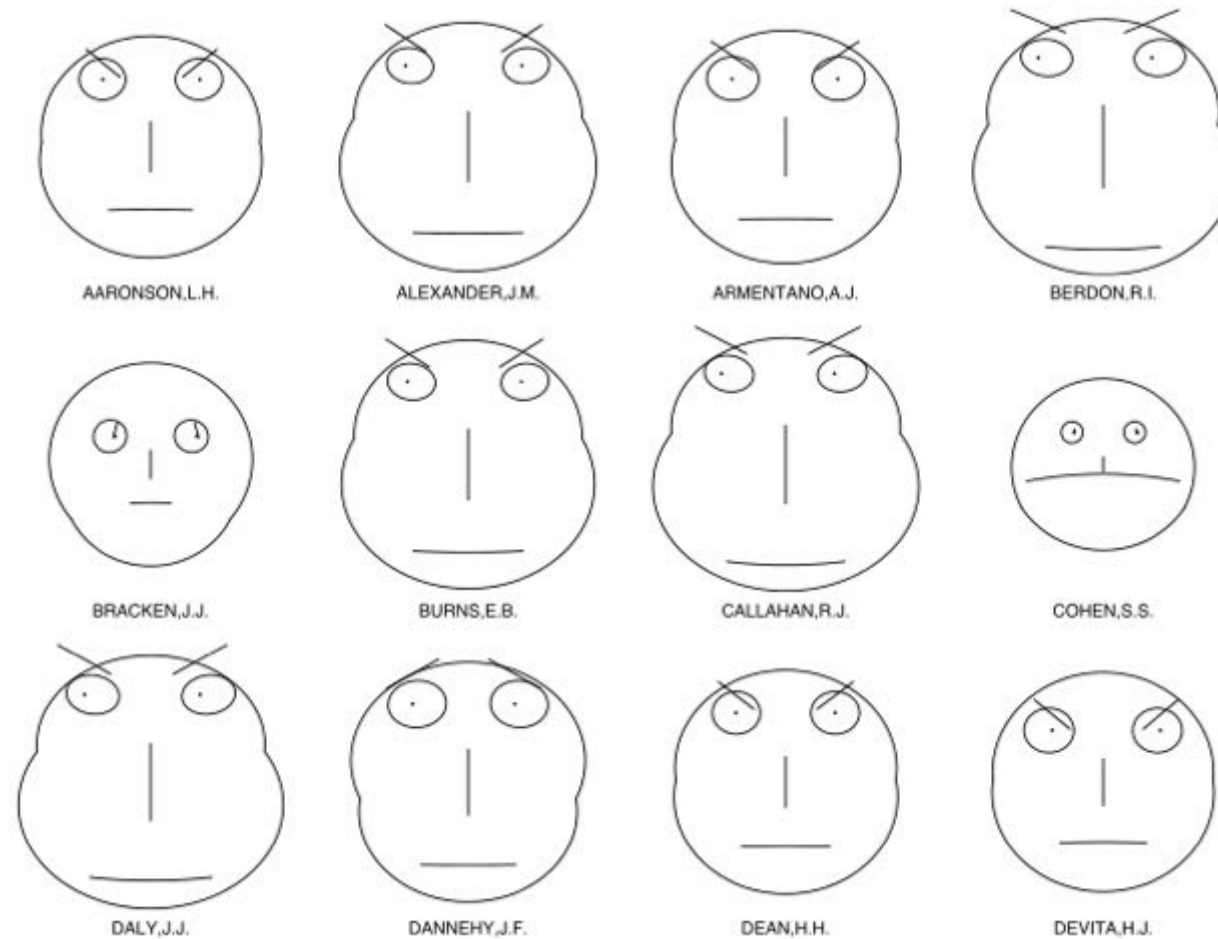 AARONSON,L.H.
ALEXANDER,J.M.
ARMENTANO,A.J.
BERDON,R.I.
BRACKEN,J.J.
BURNS,E.B.
CALLAHAN,R.J.
COHEN,S.S.
DALY,J.J.
DANNEHY,J.F.
DEAN,H.H.
DEVITA,H.J.